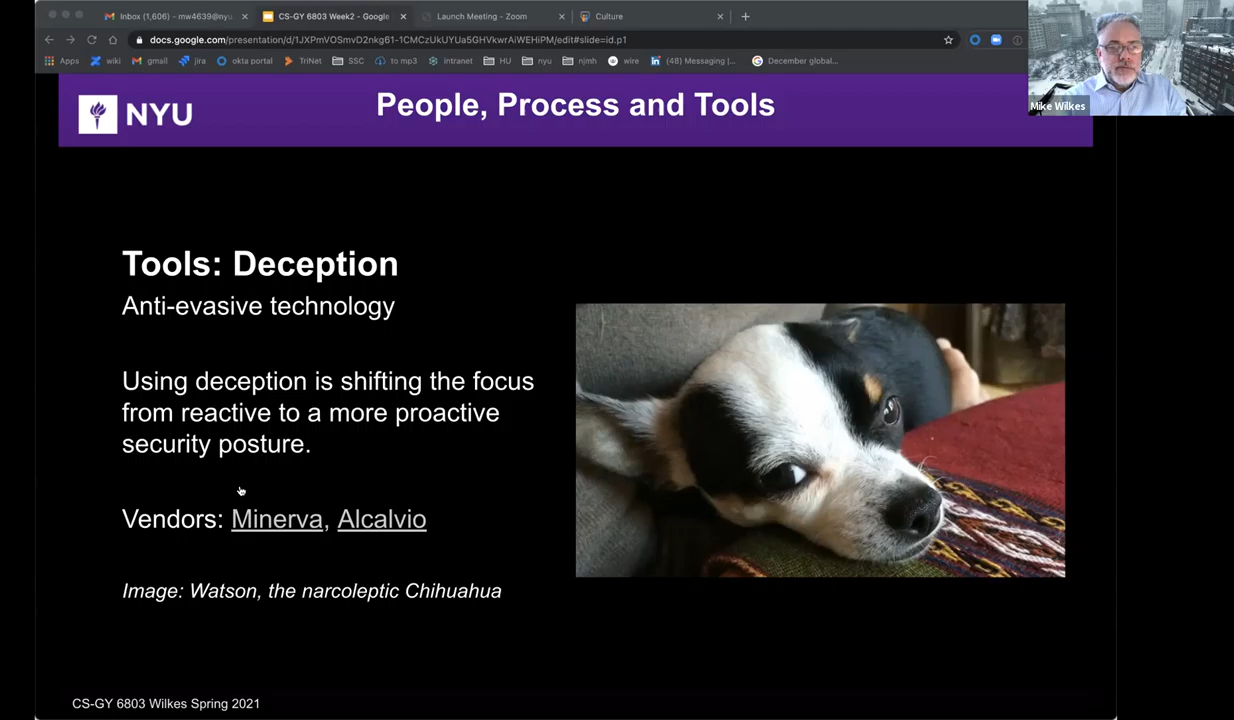 Inbox (1,606) - mw4639@nyu
CS-GY 6803 Week2 - Google
Launch Meeting - Zoom
Culture
docs.google.com/presentation/d/1JXPmVOSmvD2nkg61-1CMCzUkUYUa5GHVkwrAiWEHiPM/edit#slide=id.p1
Apps
wiki
gmail
jira
okta portal
TriNet
SSC
to mp3
intranet
HU
nyu
njmh
wire
(48) Messaging |...
December global...
Mike Wilkes
NYU
People, Process and Tools
Tools: Deception
Anti-evasive technology
Using deception is shifting the focus
from reactive to a more proactive
security posture.
Vendors: Minerva, Alcalvio
Image: Watson, the narcoleptic Chihuahua
CS-GY 6803 Wilkes Spring 2021